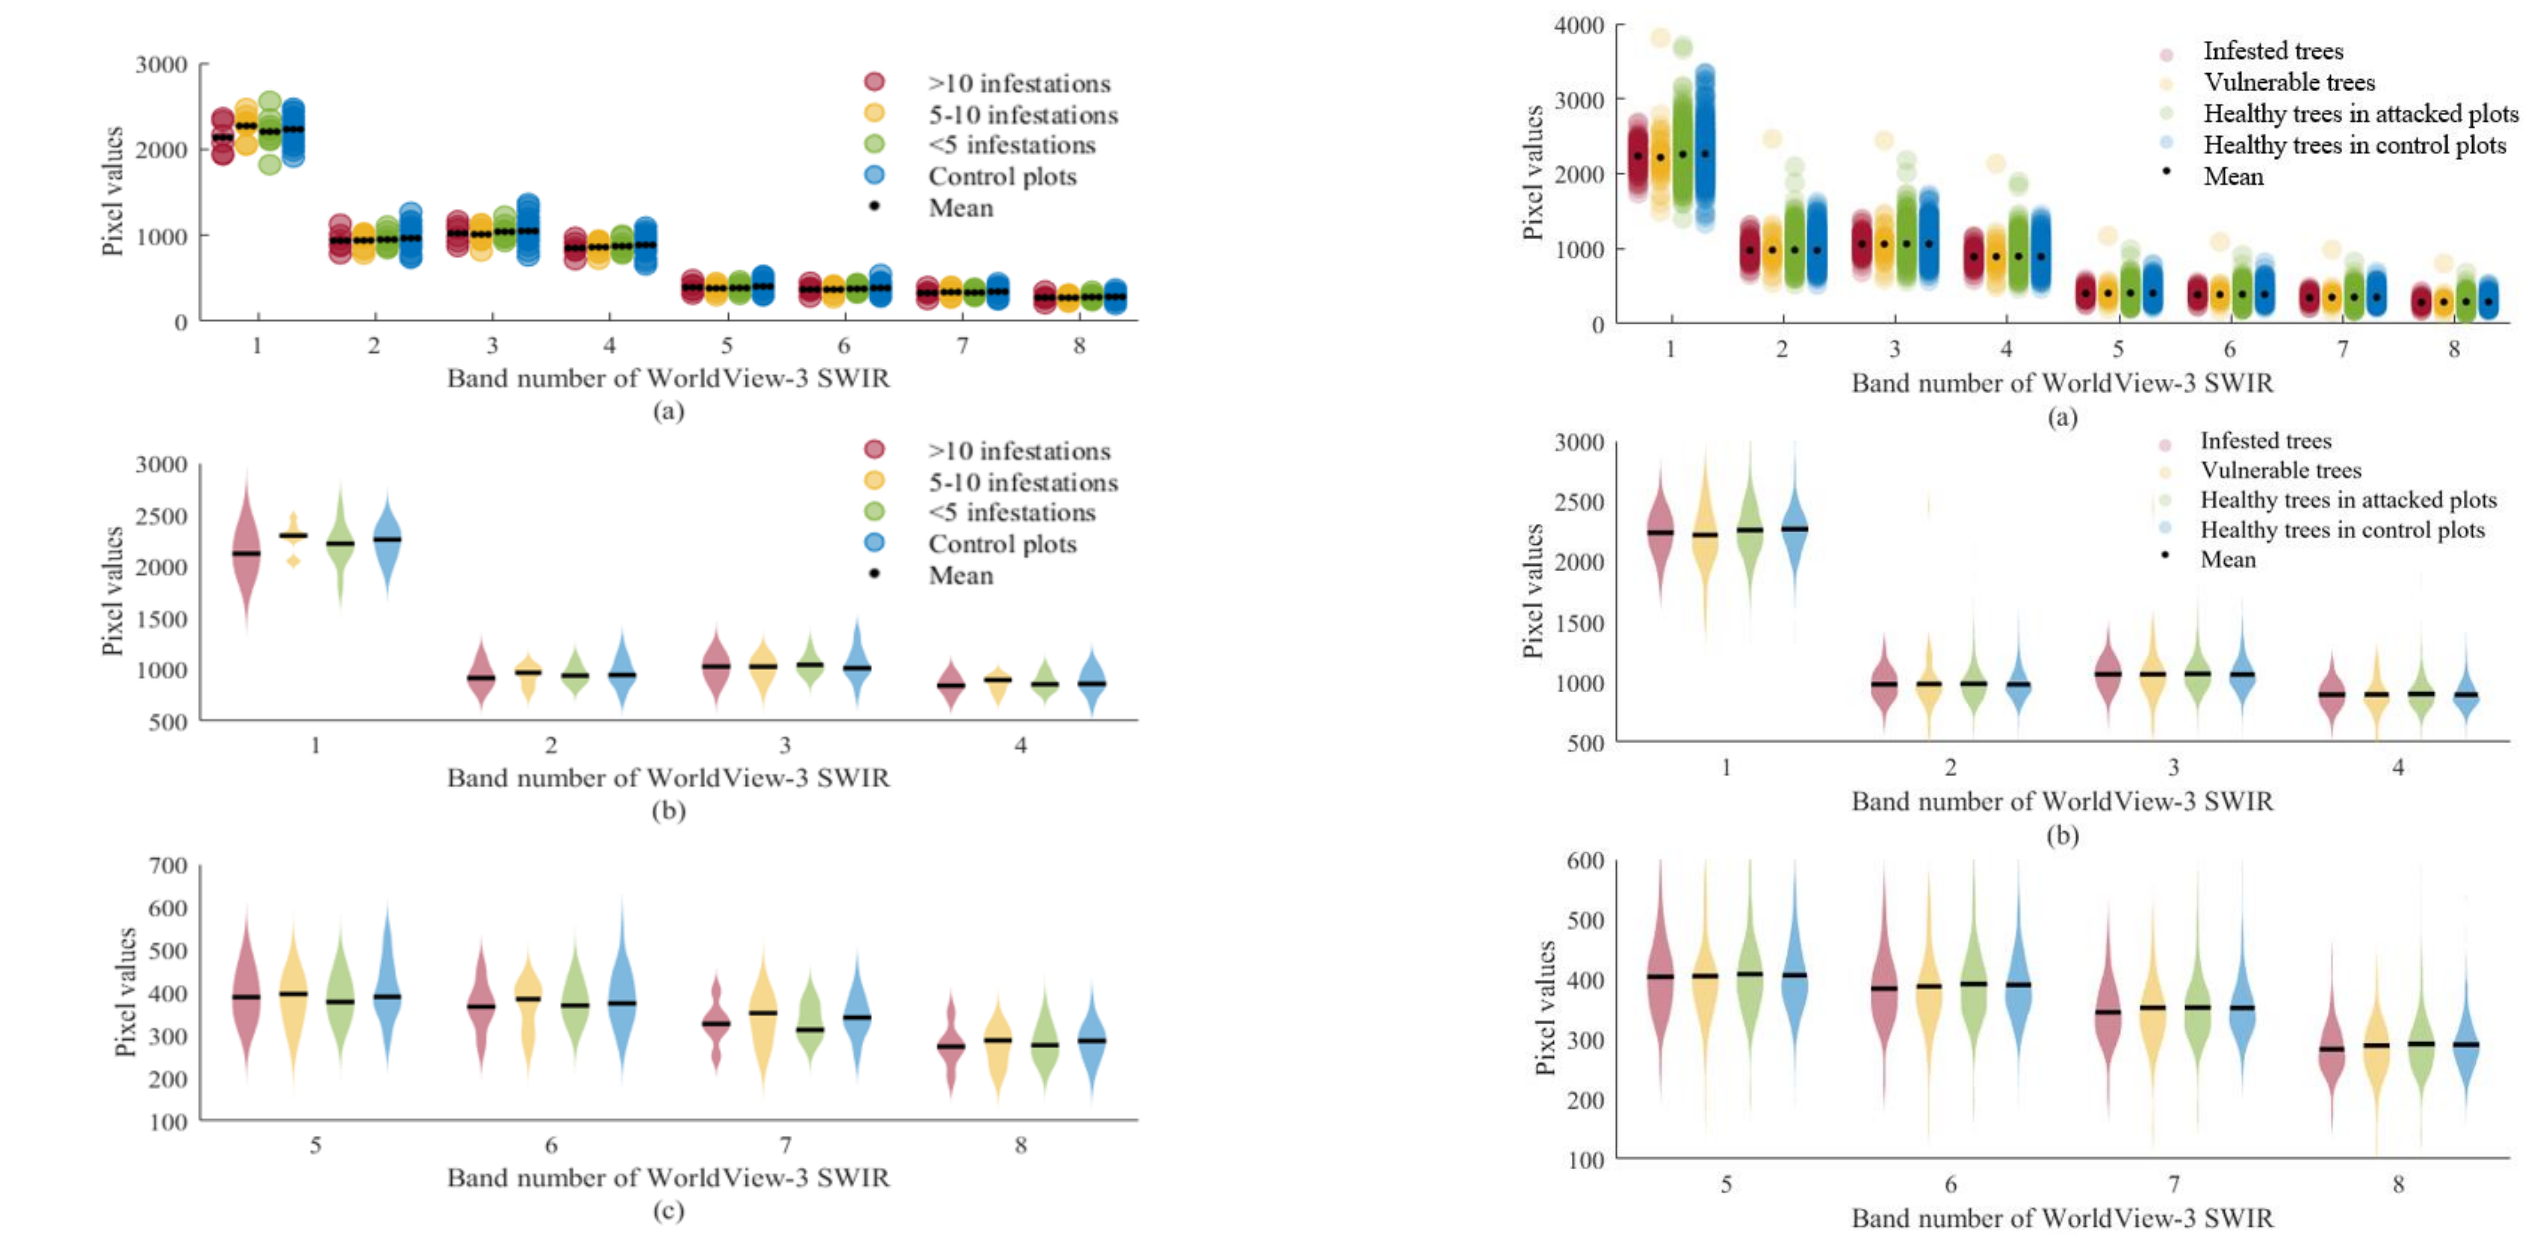 3000
2000
1000
0
Pixel values
>10 infestations
5-10 infestations
<5 infestations
Control plots
Mean
1 2 3 4 5 6 7 8
Band number of WorldView-3 SWIR
(a)
3000
2500
2000
1500
1000
500
Pixel values
>10 infestations
5-10 infestations
<5 infestations
Control plots
Mean
1 2 3 4
Band number of WorldView-3 SWIR
(b)
700
600
500
400
300
200
100
Pixel values
5 6 7 8
Band number of WorldView-3 SWIR
(c)
4000
3000
2000
1000
0
Pixel values
Infested trees
Vulnerable trees
Healthy trees in attacked plots
Healthy trees in control plots
Mean
1 2 3 4 5 6 7 8
Band number of WorldView-3 SWIR
(a)
3000
2500
2000
1500
1000
500
Pixel values
Infested trees
Vulnerable trees
Healthy trees in attacked plots
Healthy trees in control plots
Mean
1 2 3 4
Band number of WorldView-3 SWIR
(b)
600
500
400
300
200
100
Pixel values
5 6 7 8
Band number of WorldView-3 SWIR